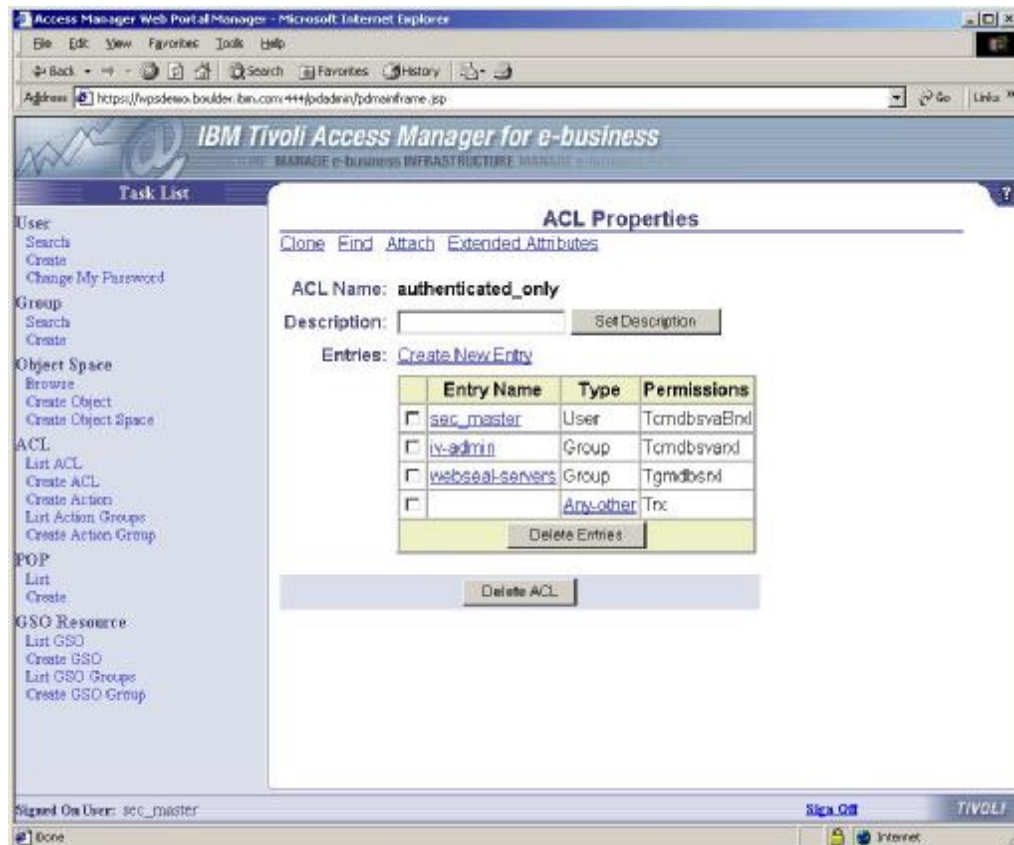 Access Manager Web Portal Manager - Microsoft Internet Explorer
File Edit View Favorites Tools Help
Back Search Favorites History
Address https://wpsdemo.boulder.ibm.com:444/pdadmin/pdmainframe.jsp Go Links »
IBM Tivoli Access Manager for e-business
MANAGE e-business INFRASTRUCTURE
Task List
?
User
Search
Create
Change My Password
Group
Search
Create
Object Space
Browse
Create Object
Create Object Space
ACL
List ACL
Create ACL
Create Action
List Action Groups
Create Action Group
POP
List
Create
GSO Resource
List GSO
Create GSO
List GSO Groups
Create GSO Group
ACL Properties
Clone Find Attach Extended Attributes
ACL Name: authenticated_only
Description: Set Description
Entries: Create New Entry
Entry Name Type Permissions
sec_master User TcmdbsvaBrxl
iv-admin Group Tcmdbsvarxl
webseal-servers Group Tgmdbsrxl
Any-other Trx
Delete Entries
Delete ACL
Signed On User: sec_master Sign Off TIVOLI
Done Internet